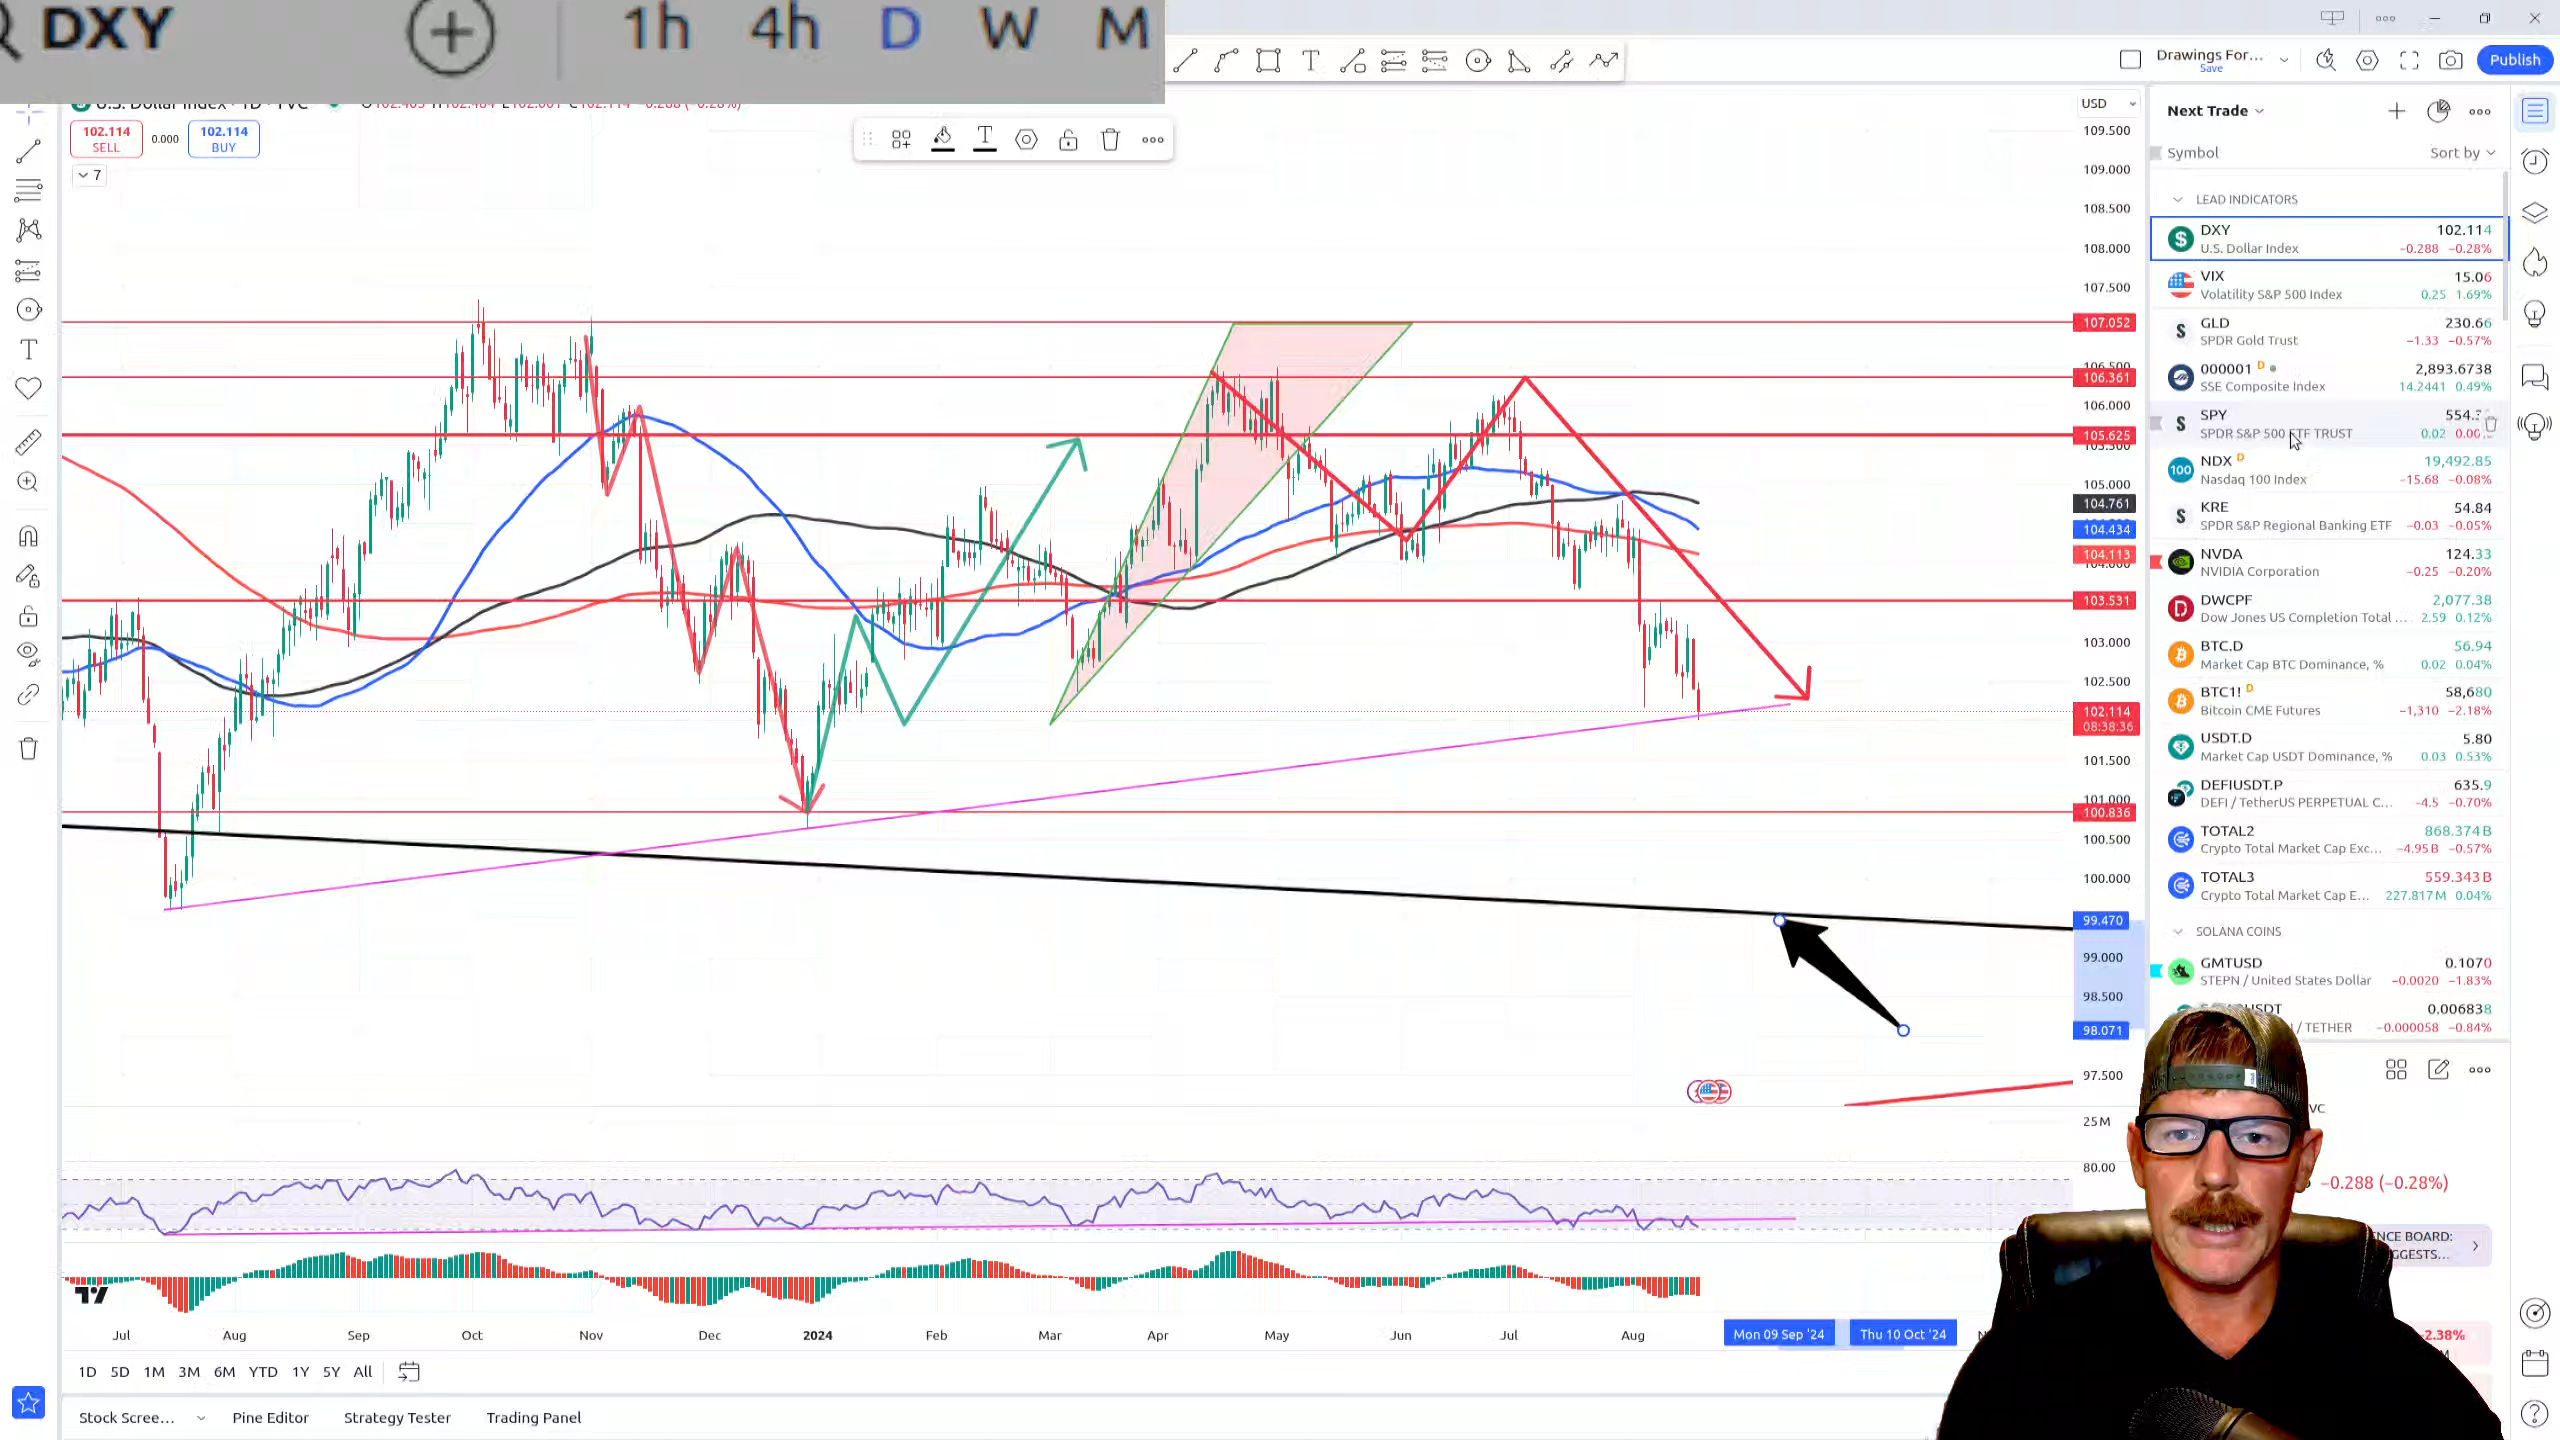 DXY 1h 4h D W M
Drawings For...
Save
Publish
102.114
SELL
0.000
102.114
BUY
7
USD
109.500
109.000
108.500
108.000
107.500
107.052
106.361
106.000
105.625
105.000
104.761
104.434
104.113
103.531
103.000
102.500
102.114
08:38:36
101.500
101.000
100.836
100.500
100.000
99.470
99.000
98.500
98.071
97.500
25 M
80.00
Jul Aug Sep Oct Nov Dec 2024 Feb Mar Apr May Jun Jul Aug Mon 09 Sep '24 Thu 10 Oct '24
1D 5D 1M 3M 6M YTD 1Y 5Y All
Stock Scree... Pine Editor Strategy Tester Trading Panel
Next Trade
Symbol Sort by
LEAD INDICATORS
DXY 102.114
U.S. Dollar Index −0.288 −0.28%
VIX 15.06
Volatility S&P 500 Index 0.25 1.69%
GLD 230.66
SPDR Gold Trust −1.33 −0.57%
000001 D 2,893.6738
SSE Composite Index 14.2441 0.49%
SPY
SPDR S&P 500 ETF TRUST 0.02
NDX D 19,492.85
Nasdaq 100 Index −15.68 −0.08%
KRE 54.84
SPDR S&P Regional Banking ETF −0.03 −0.05%
NVDA 124.33
NVIDIA Corporation −0.25 −0.20%
DWCPF 2,077.38
Dow Jones US Completion Total ... 2.59 0.12%
BTC.D 56.94
Market Cap BTC Dominance, % 0.02 0.04%
BTC1! D 58,680
Bitcoin CME Futures −1,310 −2.18%
USDT.D 5.80
Market Cap USDT Dominance, % 0.03 0.53%
DEFIUSDT.P 635.9
DEFI / TetherUS PERPETUAL C... −4.5 −0.70%
TOTAL2 868.374 B
Crypto Total Market Cap Exc... −4.95 B −0.57%
TOTAL3 559.343 B
Crypto Total Market Cap E... 227.817 M 0.04%
SOLANA COINS
GMTUSD 0.1070
STEPN / United States Dollar −0.0020 −1.83%
0.006838
/ TETHER −0.000058 −0.84%
−0.288 (−0.28%)
NCE BOARD:
GGESTS...
−2.38%